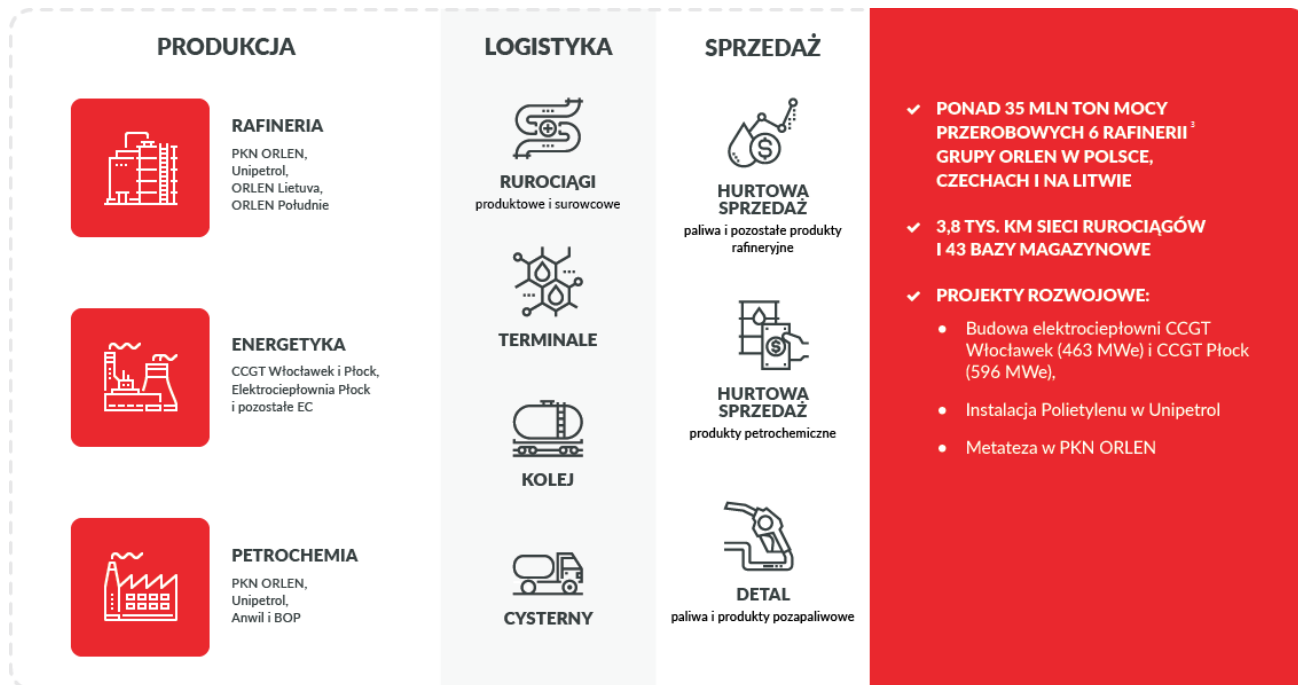 PRODUKCJA
RAFINERIA
PKN ORLEN,
Unipetrol,
ORLEN Lietuva,
ORLEN Południe
ENERGETYKA
CCGT Włocławek i Płock,
Elektrociepłownia Płock
i pozostałe EC
PETROCHEMIA
PKN ORLEN,
Unipetrol,
Anwil i BOP
LOGISTYKA
RUROCIĄGI
produktowe i surowcowe
TERMINALE
KOLEJ
CYSTERNY
SPRZEDAŻ
HURTOWA
SPRZEDAŻ
paliwa i pozostałe produkty
rafineryjne
HURTOWA
SPRZEDAŻ
produkty petrochemiczne
DETAL
paliwa i produkty pozapaliwowe
PONAD 35 MLN TON MOCY
PRZEROBOWYCH 6 RAFINERII ³
GRUPY ORLEN W POLSCE,
CZECHACH I NA LITWIE
3,8 TYS. KM SIECI RUROCIĄGÓW
I 43 BAZY MAGAZYNOWE
PROJEKTY ROZWOJOWE:
• Budowa elektrociepłowni CCGT
Włocławek (463 MWe) i CCGT Płock
(596 MWe),
• Instalacja Polietylenu w Unipetrol
• Metateza w PKN ORLEN